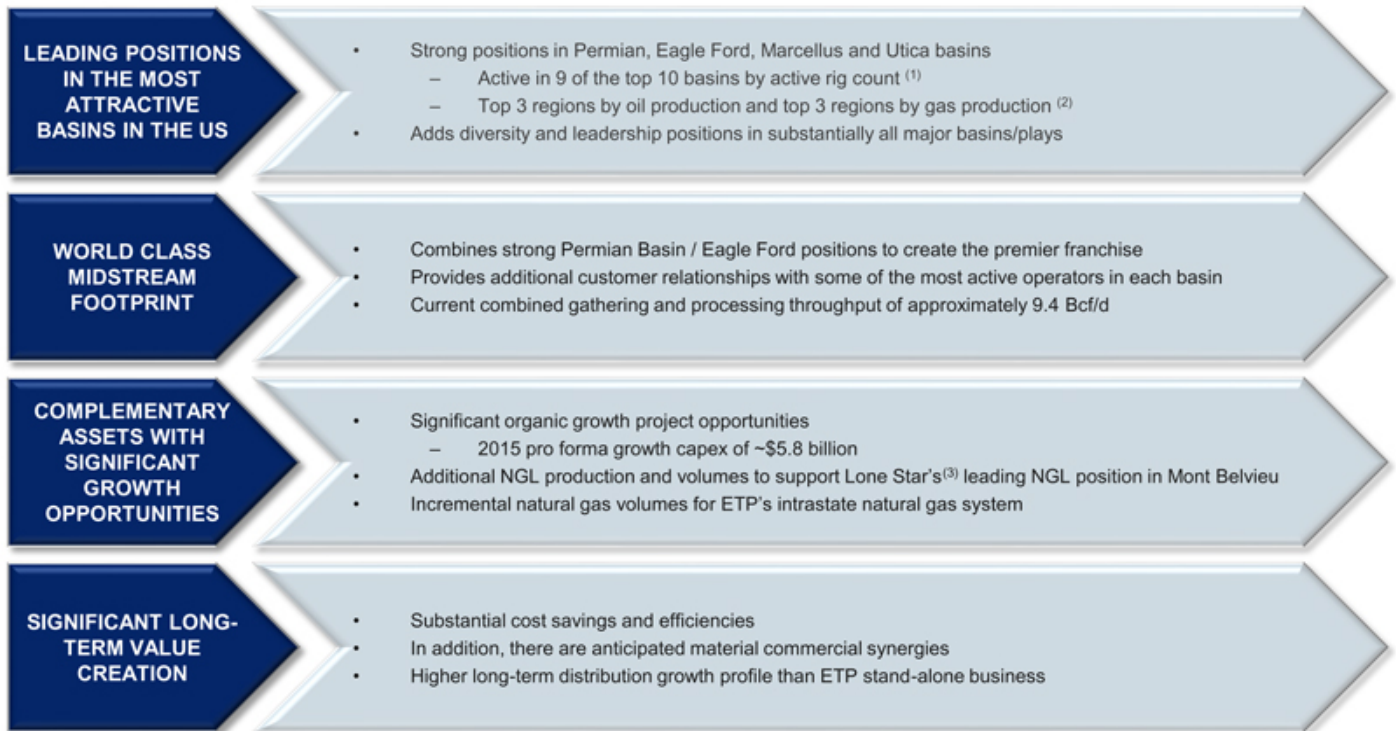 LEADING POSITIONS
IN THE MOST
ATTRACTIVE
BASINS IN THE US
• Strong positions in Permian, Eagle Ford, Marcellus and Utica basins
– Active in 9 of the top 10 basins by active rig count (1)
– Top 3 regions by oil production and top 3 regions by gas production (2)
• Adds diversity and leadership positions in substantially all major basins/plays
WORLD CLASS
MIDSTREAM
FOOTPRINT
• Combines strong Permian Basin / Eagle Ford positions to create the premier franchise
• Provides additional customer relationships with some of the most active operators in each basin
• Current combined gathering and processing throughput of approximately 9.4 Bcf/d
COMPLEMENTARY
ASSETS WITH
SIGNIFICANT
GROWTH
OPPORTUNITIES
• Significant organic growth project opportunities
– 2015 pro forma growth capex of ~$5.8 billion
• Additional NGL production and volumes to support Lone Star’s(3) leading NGL position in Mont Belvieu
• Incremental natural gas volumes for ETP’s intrastate natural gas system
SIGNIFICANT LONG-
TERM VALUE
CREATION
• Substantial cost savings and efficiencies
• In addition, there are anticipated material commercial synergies
• Higher long-term distribution growth profile than ETP stand-alone business